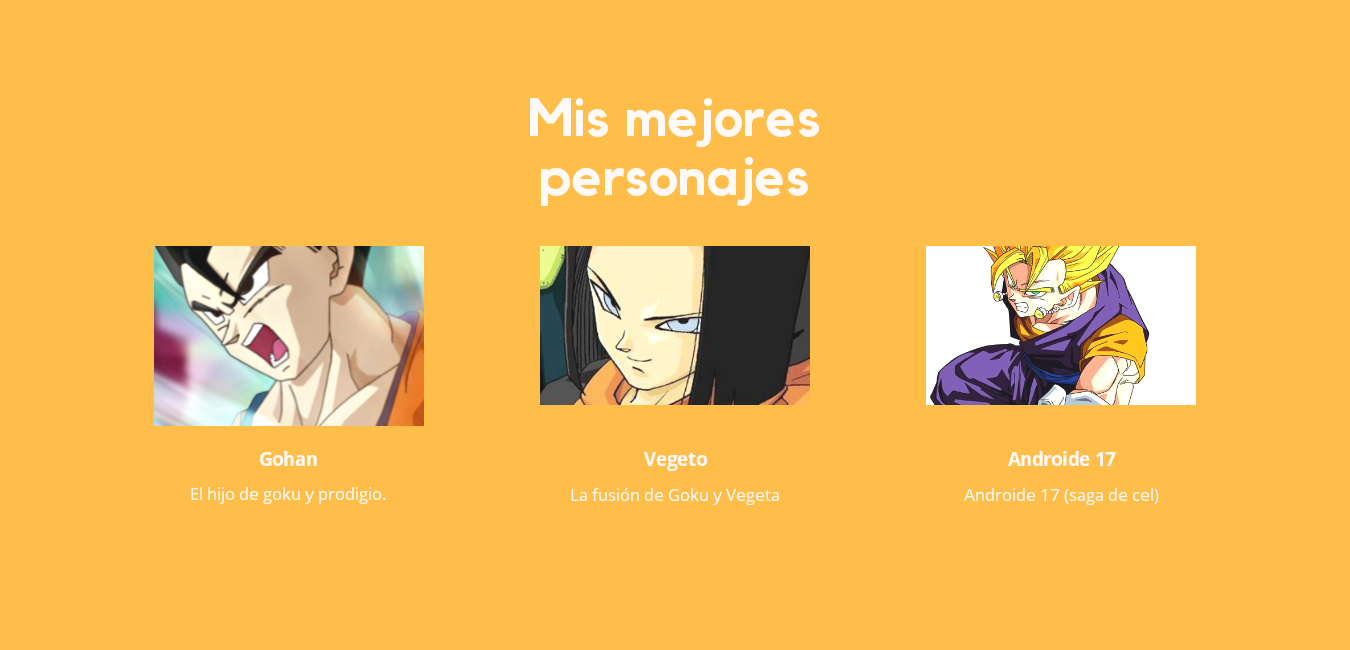 Mis mejores
personajes
Gohan
El hijo de goku y prodigio.
Vegeto
La fusión de Goku y Vegeta
Androide 17
Androide 17 (saga de cel)